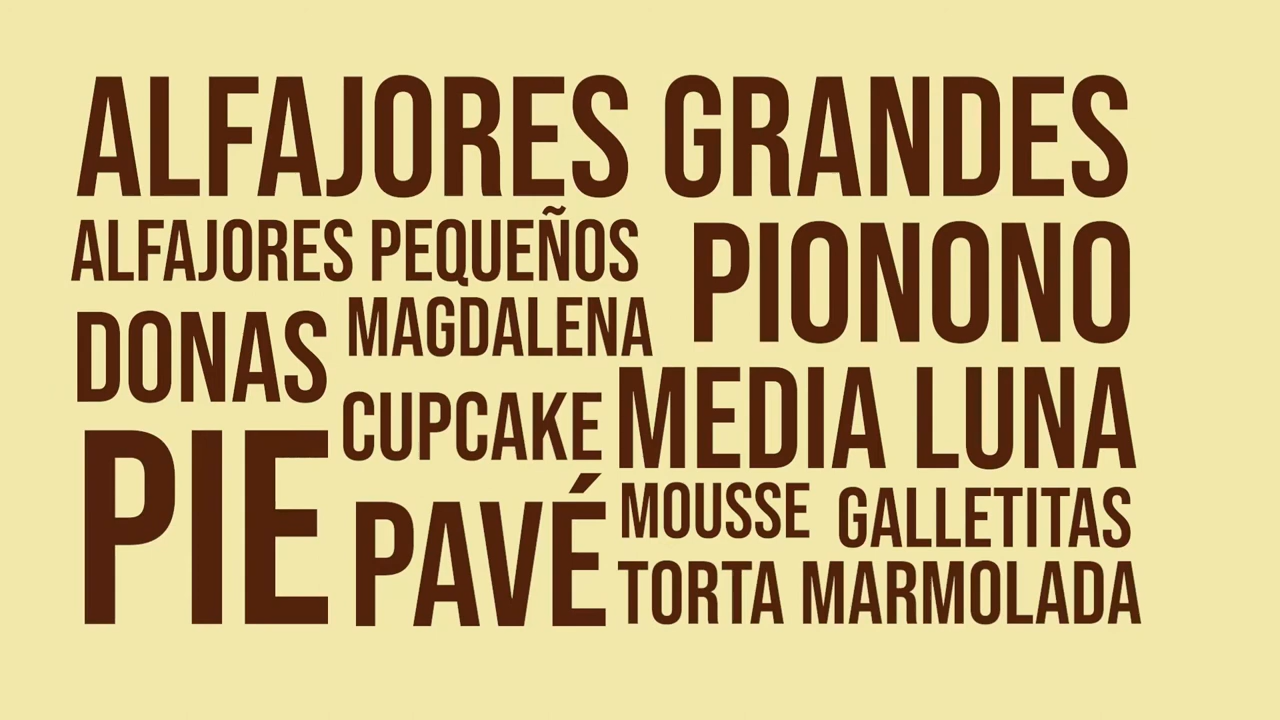 ALFAJORES GRANDES
ALFAJORES PEQUEÑOS
PIONONO
DONAS
MAGDALENA
CUPCAKE
MEDIA LUNA
PIE
PAVÉ
MOUSSE
GALLETITAS
TORTA MARMOLADA